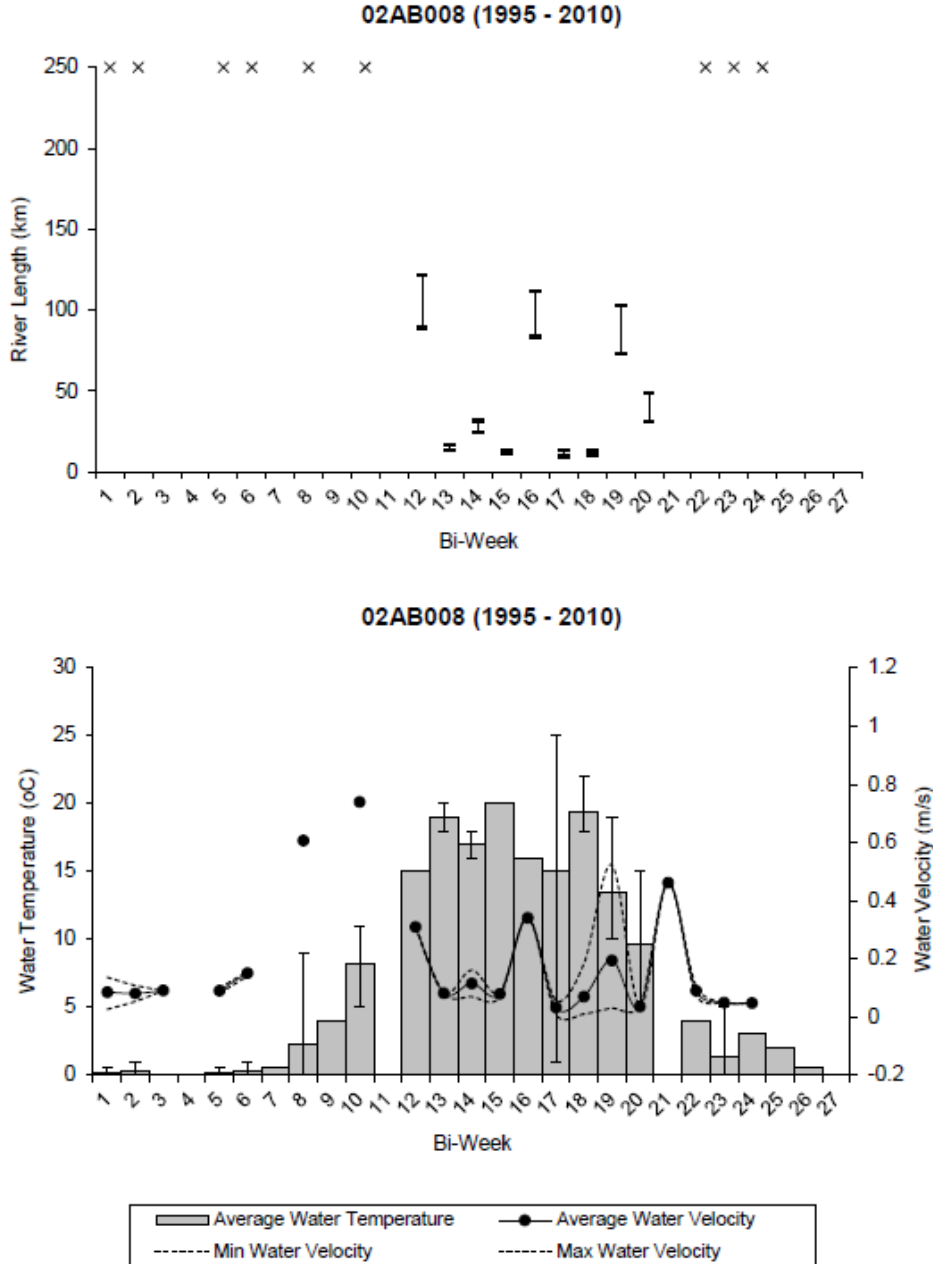 02AB008 (1995 - 2010)
250
200
150
100
50
0
River Length (km)
1 2 3 4 5 6 7 8 9 10 11 12 13 14 15 16 17 18 19 20 21 22 23 24 25 26 27
Bi-Week
02AB008 (1995 - 2010)
30
25
20
15
10
5
0
Water Temperature (oC)
1.2
1
0.8
0.6
0.4
0.2
0
-0.2
Water Velocity (m/s)
1 2 3 4 5 6 7 8 9 10 11 12 13 14 15 16 17 18 19 20 21 22 23 24 25 26 27
Bi-Week
Average Water Temperature Average Water Velocity
Min Water Velocity Max Water Velocity